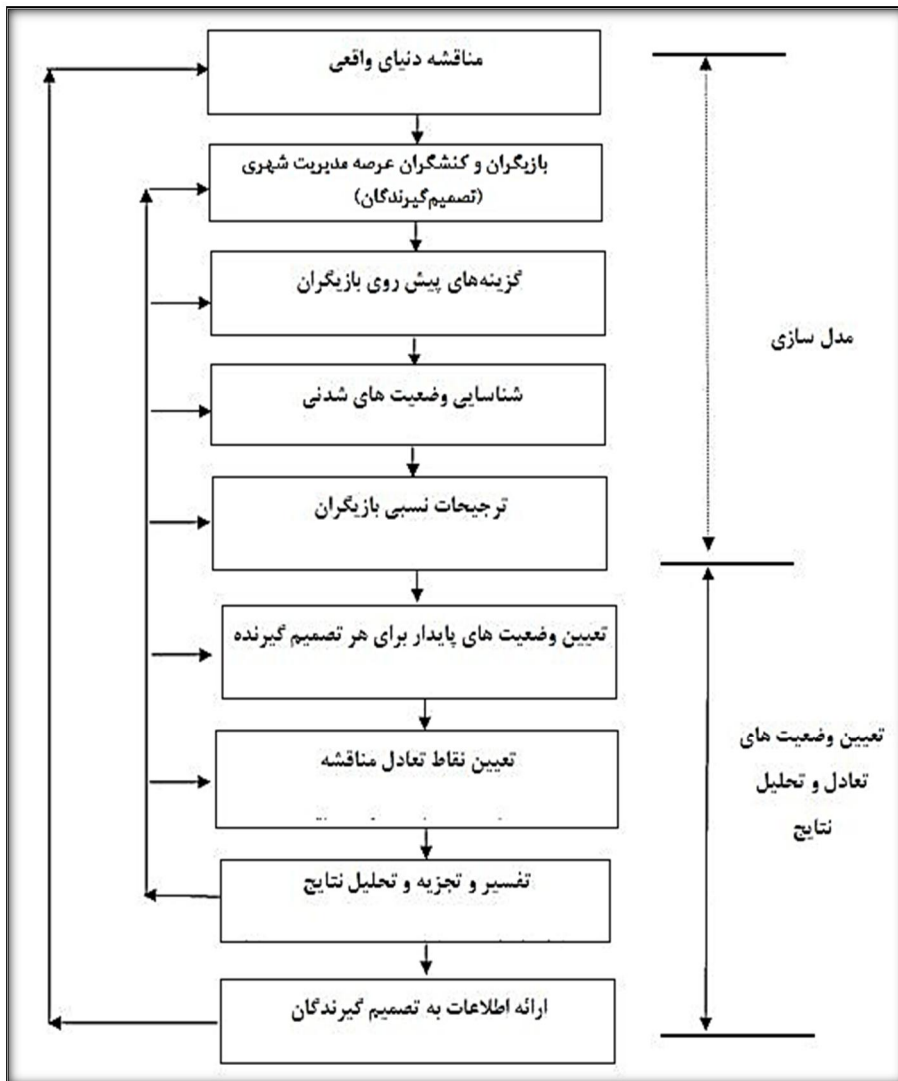 مناقشه دنیای واقعی
بازیگران و کنشگران عرصه مدیریت شهری
(تصمیم‌گیرندگان)
گزینه‌های پیش روی بازیگران
شناسایی وضعیت های شدنی
ترجیحات نسبی بازیگران
تعیین وضعیت های پایدار برای هر تصمیم گیرنده
تعیین نقاط تعادل مناقشه
تفسیر و تجزیه و تحلیل نتایج
ارائه اطلاعات به تصمیم گیرندگان
مدل سازی
تعیین وضعیت های
تعادل و تحلیل
نتایج